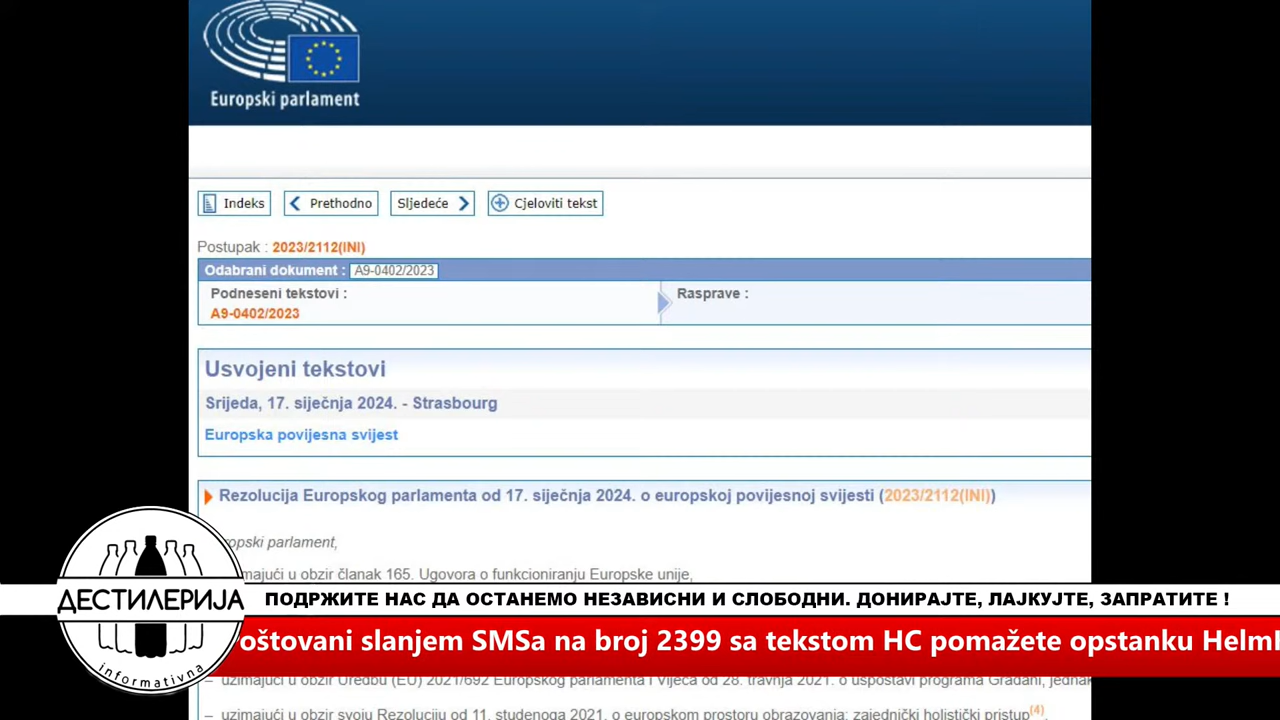 Europski parlament
Indeks
Prethodno
Sljedeće
Cjeloviti tekst
Postupak : 2023/2112(INI)
Odabrani dokument : A9-0402/2023
Podneseni tekstovi :
A9-0402/2023
Rasprave :
Usvojeni tekstovi
Srijeda, 17. siječnja 2024. - Strasbourg
Europska povijesna svijest
Rezolucija Europskog parlamenta od 17. siječnja 2024. o europskoj povijesnoj svijesti (2023/2112(INI))
opski parlament,
majući u obzir članak 165. Ugovora o funkcioniranju Europske unije,
ДЕСТИЛЕРИЈА
informativna
ПОДРЖИТЕ НАС ДА ОСТАНЕМО НЕЗАВИСНИ И СЛОБОДНИ. ДОНИРАЈТЕ, ЛАЈКУЈТЕ, ЗАПРАТИТЕ !
oštovani slanjem SMSa na broj 2399 sa tekstom HC pomažete opstanku
– uzimajući u obzir Uredbu (EU) 2021/692 Europskog parlamenta i Vijeća od 28. travnja 2021. o uspostavi programa Građani,
– uzimajući u obzir svoju Rezoluciju od 11. studenoga 2021. o europskom prostoru obrazovanja: zajednički holistički pristup(4),